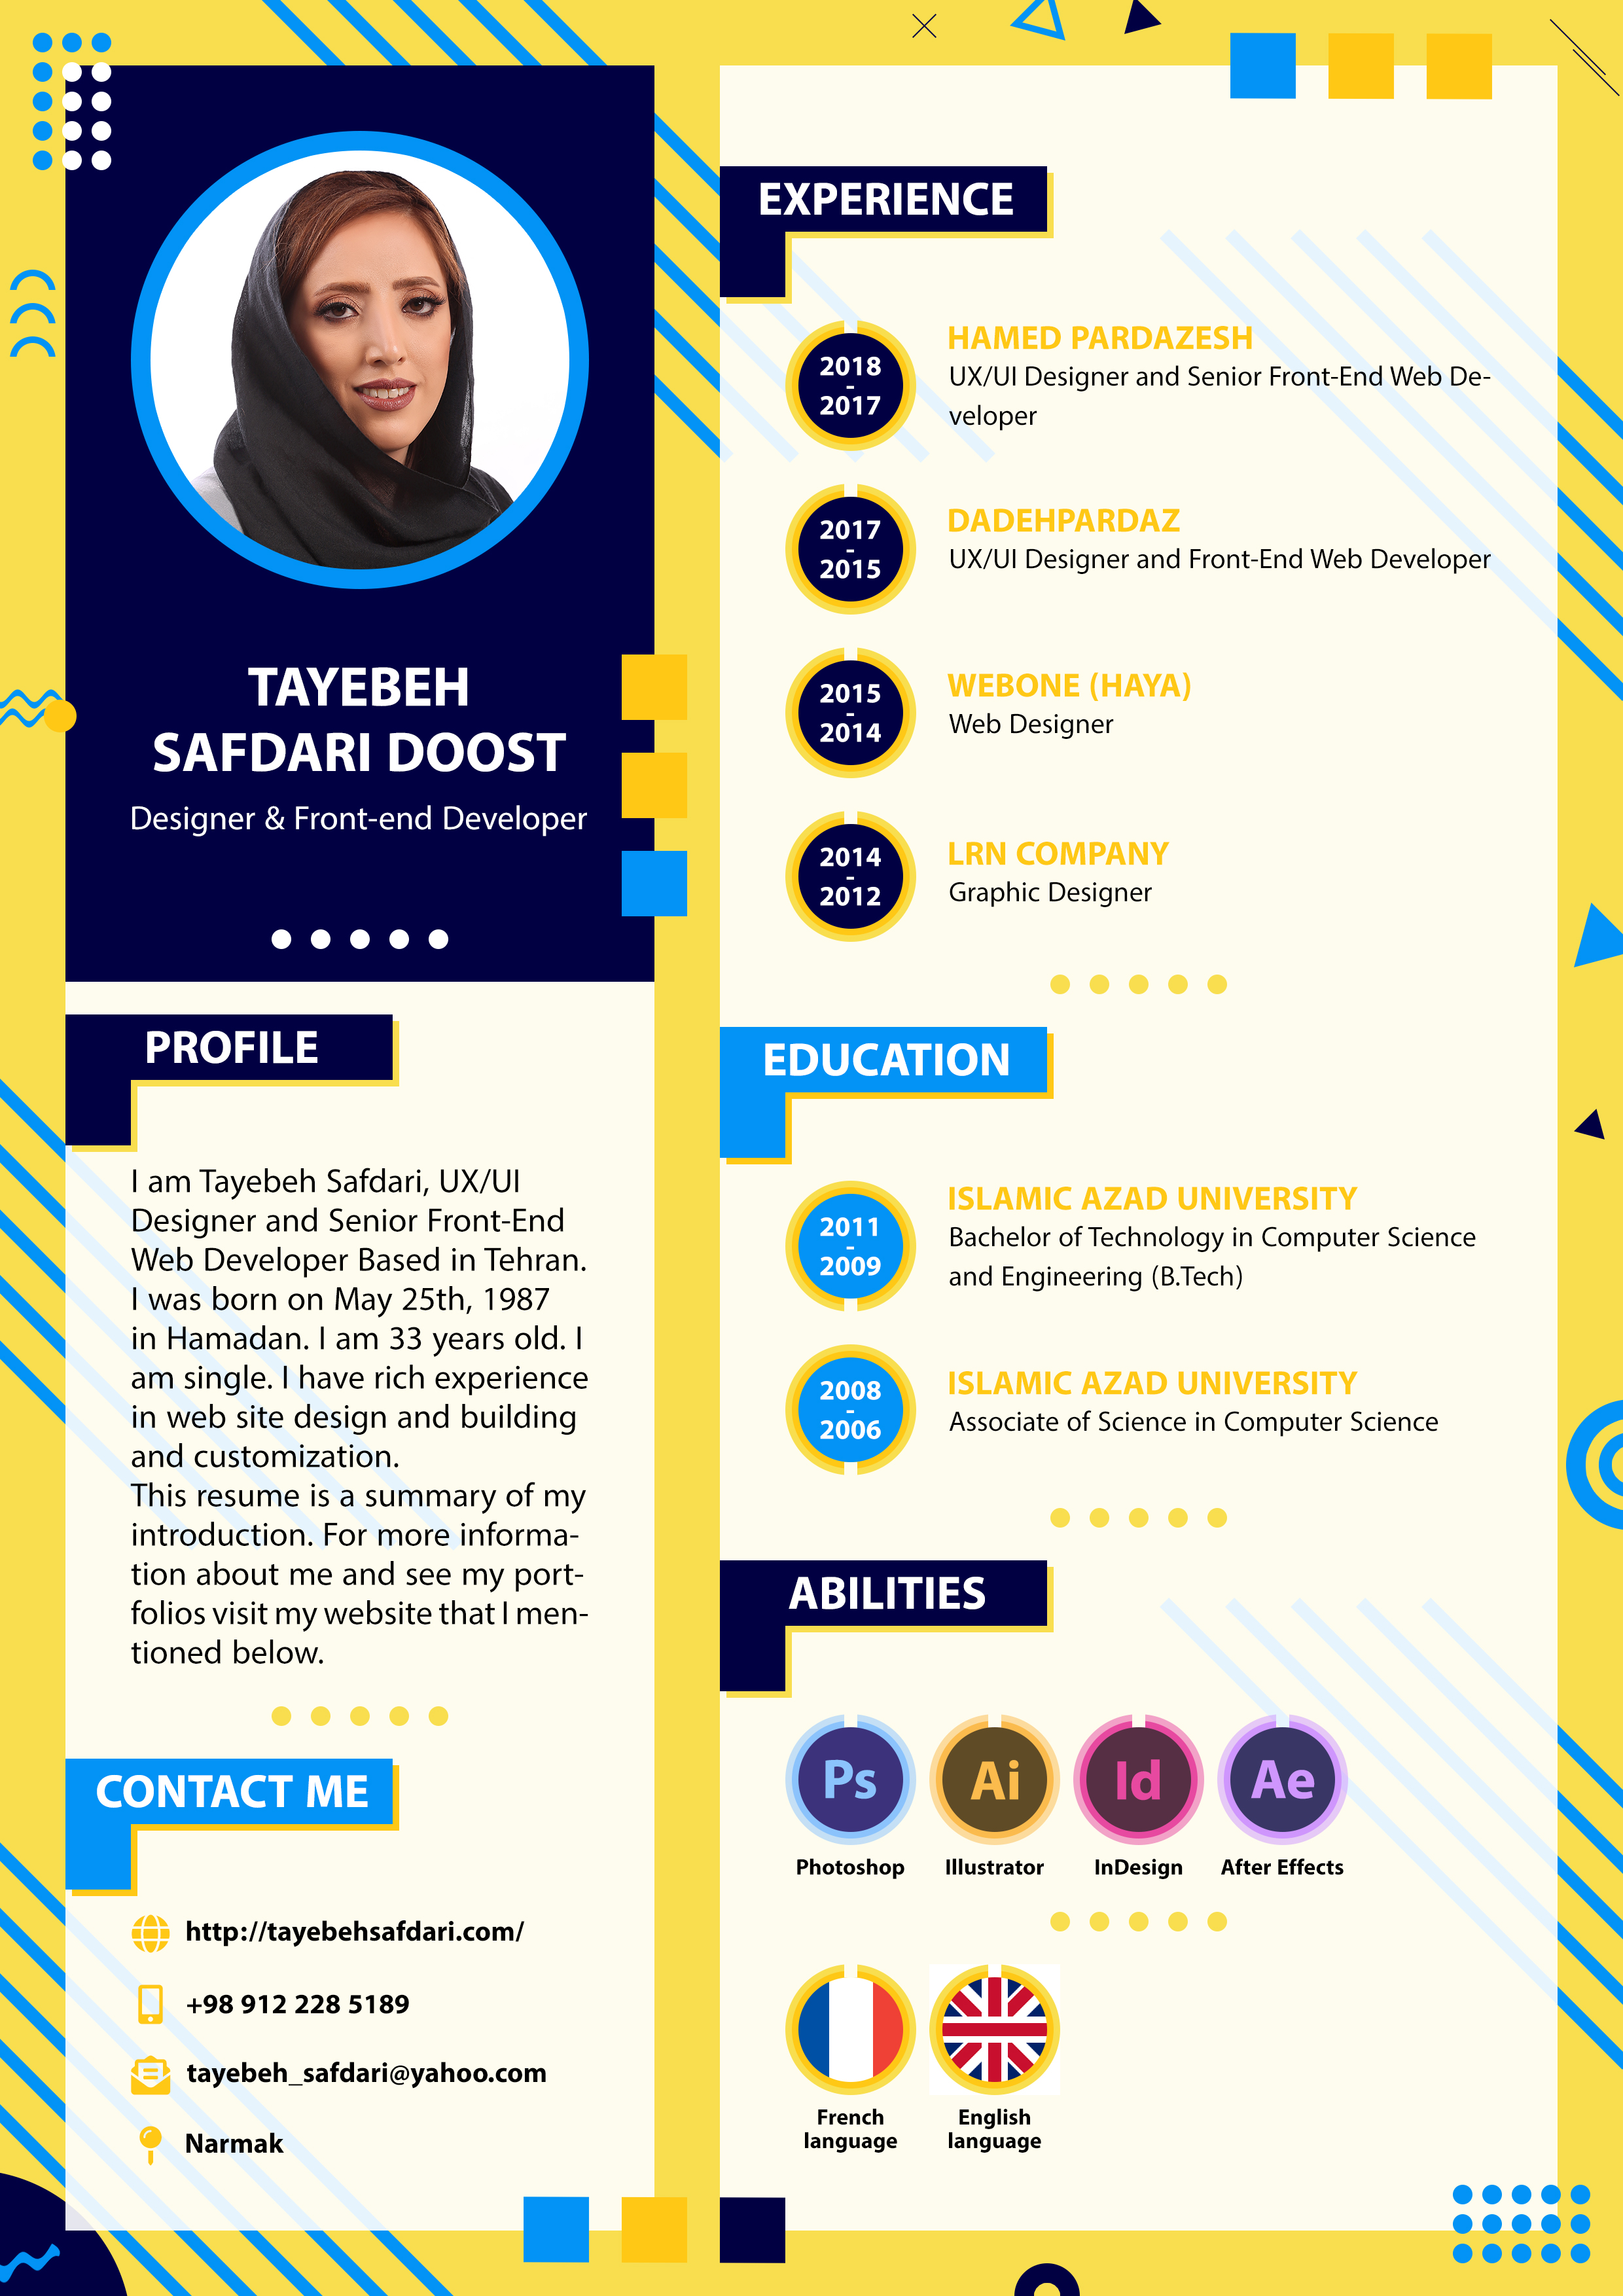 TAYEBEH
SAFDARI DOOST
Designer & Front-end Developer
PROFILE
I am Tayebeh Safdari, UX/UI
Designer and Senior Front-End
Web Developer Based in Tehran.
I was born on May 25th, 1987
in Hamadan. I am 33 years old. I
am single. I have rich experience
in web site design and building
and customization.
This resume is a summary of my
introduction. For more informa-
tion about me and see my port-
folios visit my website that I men-
tioned below.
CONTACT ME
http://tayebehsafdari.com/
+98 912 228 5189
tayebeh_safdari@yahoo.com
Narmak
EXPERIENCE
2018
-
2017
HAMED PARDAZESH
UX/UI Designer and Senior Front-End Web De-
veloper
2017
-
2015
DADEHPARDAZ
UX/UI Designer and Front-End Web Developer
2015
-
2014
WEBONE (HAYA)
Web Designer
2014
-
2012
LRN COMPANY
Graphic Designer
EDUCATION
2011
-
2009
ISLAMIC AZAD UNIVERSITY
Bachelor of Technology in Computer Science
and Engineering (B.Tech)
2008
-
2006
ISLAMIC AZAD UNIVERSITY
Associate of Science in Computer Science
ABILITIES
Ps Ai Id Ae
Photoshop Illustrator InDesign After Effects
French English
language language